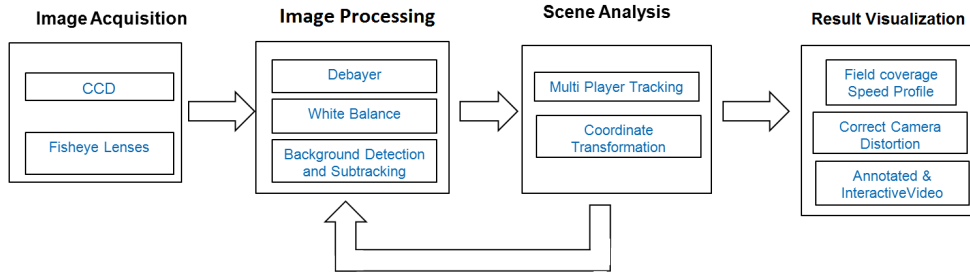 Image Acquisition
CCD
Fisheye Lenses
Image Processing
Debayer
White Balance
Background Detection
and Subtracking
Scene Analysis
Multi Player Tracking
Coordinate
Transformation
Result Visualization
Field coverage
Speed Profile
Correct Camera
Distortion
Annotated &
InteractiveVideo